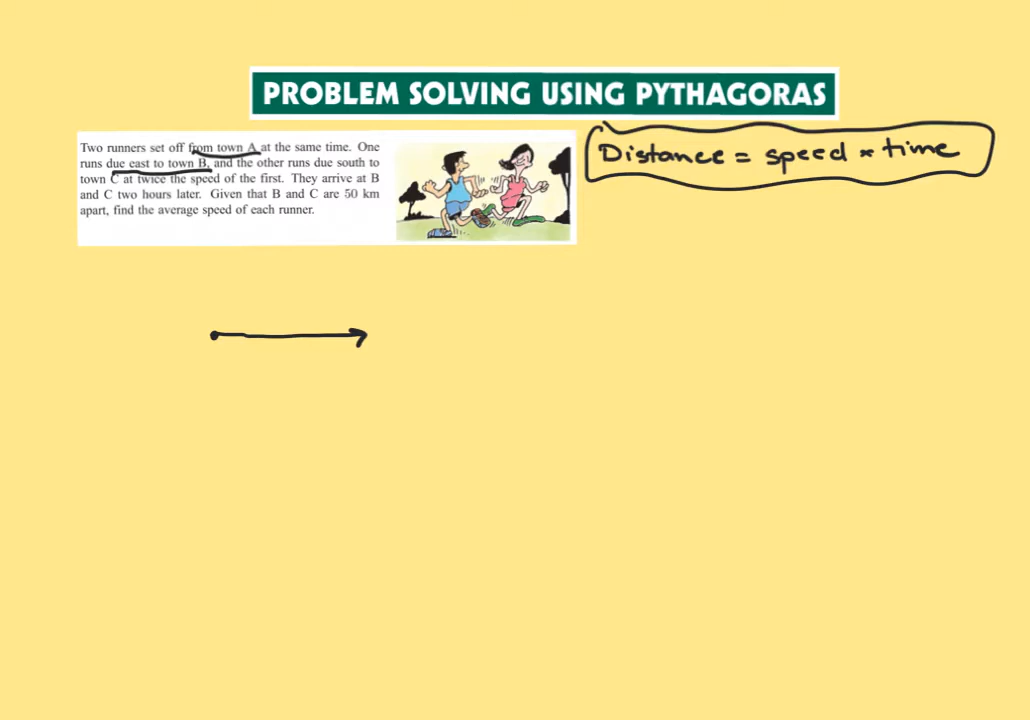 PROBLEM SOLVING USING PYTHAGORAS
Two runners set off from town A at the same time. One
runs due east to town B, and the other runs due south to
town C at twice the speed of the first. They arrive at B
and C two hours later. Given that B and C are 50 km
apart, find the average speed of each runner.
Distance = speed × time